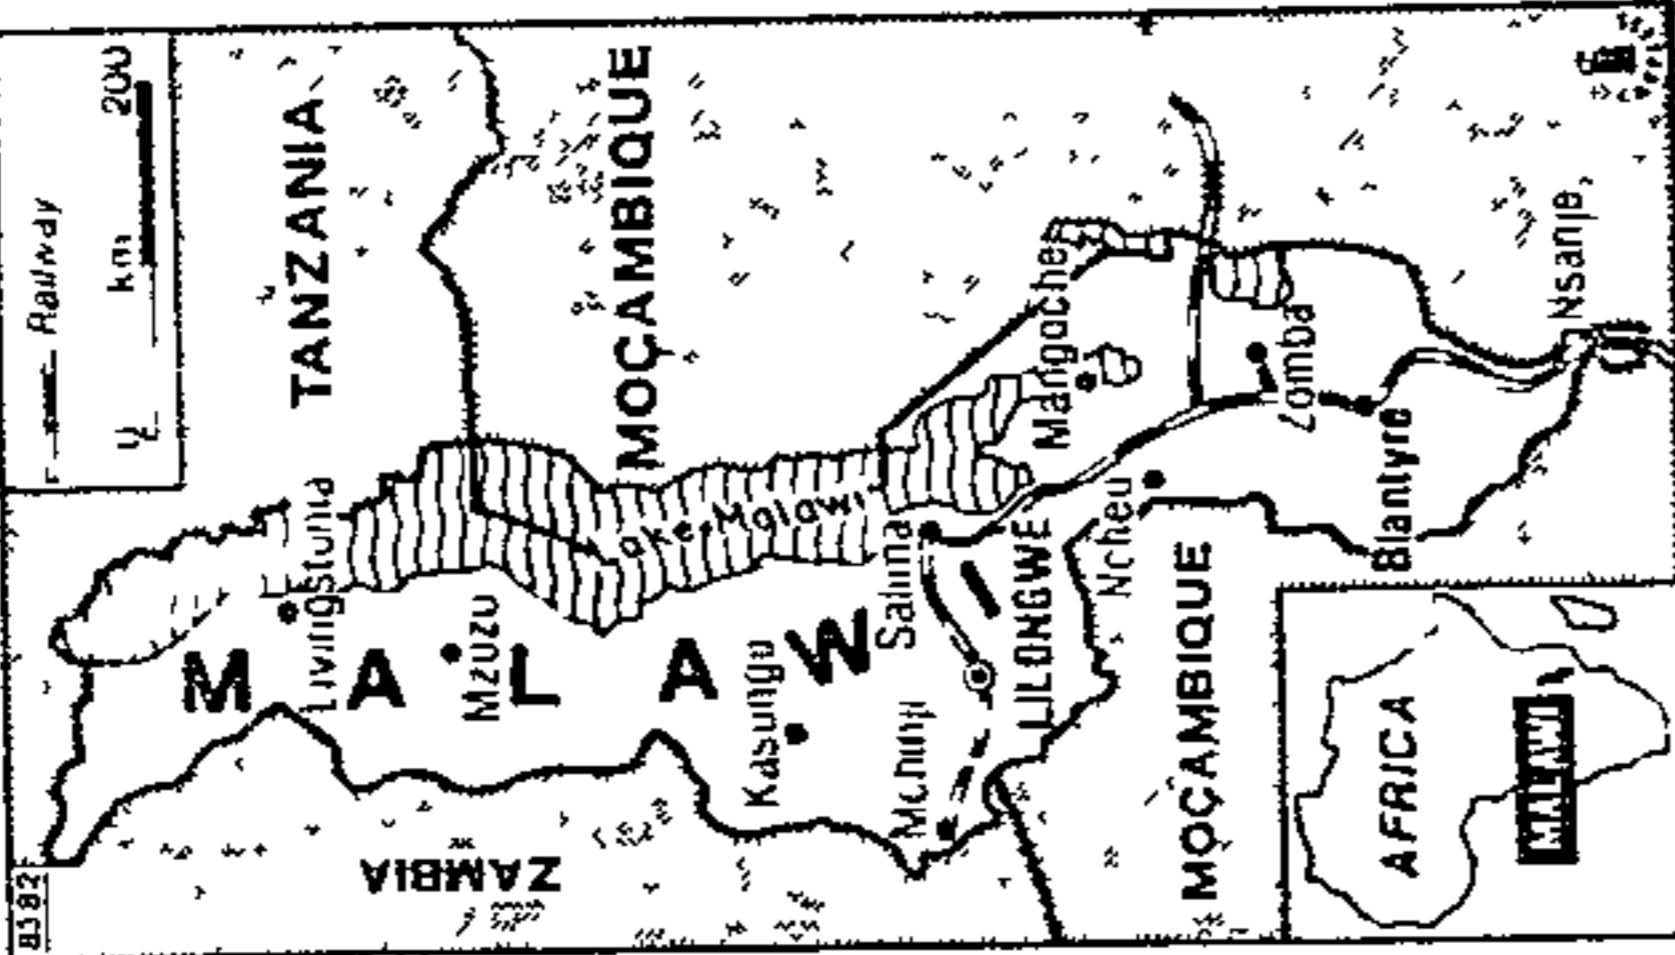 Railway
0
km
200
TANZANIA
MOÇAMBIQUE
Livingstonia
Mzuzu
Lake Malawi
MALAWI
Kasungu
Salima
Mchinji
LILONGWE
Mangoche
Ncheu
Zomba
Blantyre
Nsanje
ZAMBIA
MOÇAMBIQUE
AFRICA
MALAWI
8382